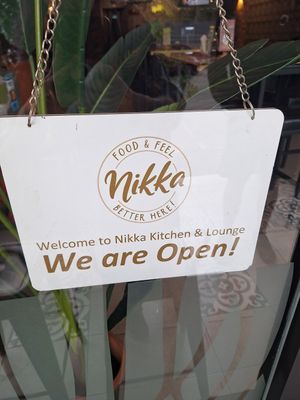 FOOD & FEEL
Nikka
BETTER HERE!
Welcome to Nikka Kitchen & Lounge
We are Open!